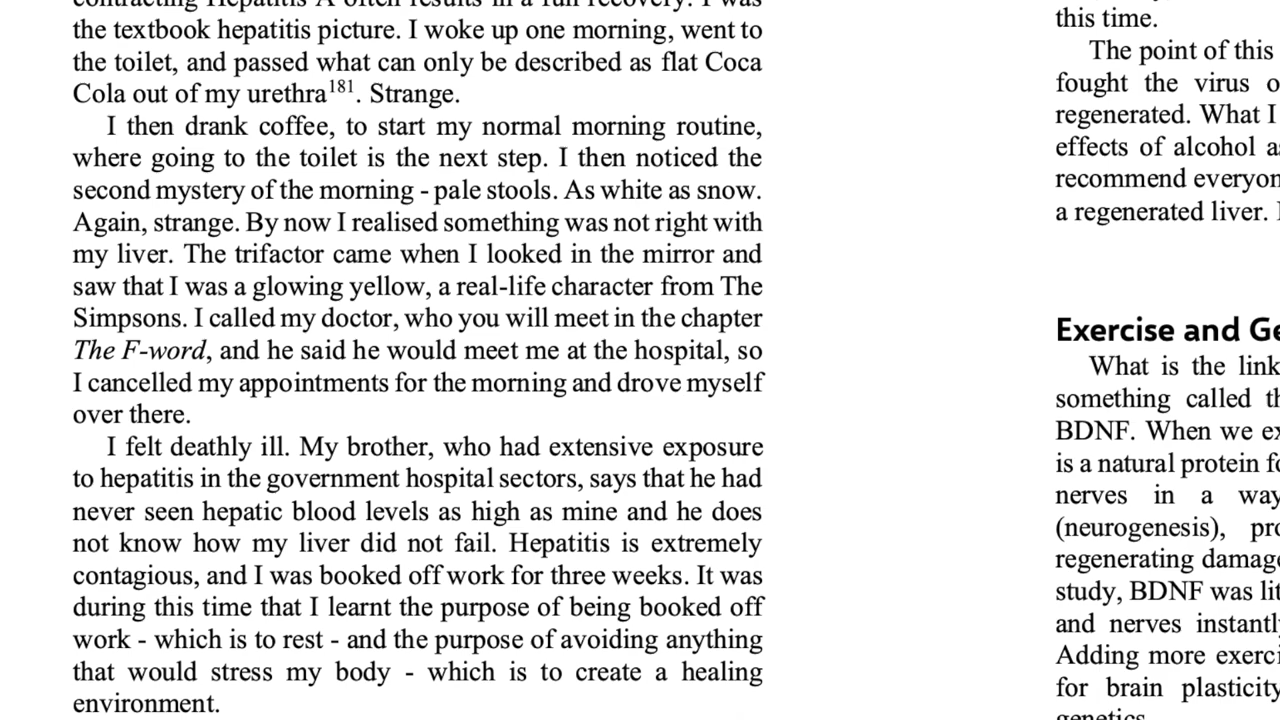 contracting Hepatitis A often results in a full recovery. I was
the textbook hepatitis picture. I woke up one morning, went to
the toilet, and passed what can only be described as flat Coca
Cola out of my urethra181. Strange.
I then drank coffee, to start my normal morning routine,
where going to the toilet is the next step. I then noticed the
second mystery of the morning - pale stools. As white as snow.
Again, strange. By now I realised something was not right with
my liver. The trifactor came when I looked in the mirror and
saw that I was a glowing yellow, a real-life character from The
Simpsons. I called my doctor, who you will meet in the chapter
The F-word, and he said he would meet me at the hospital, so
I cancelled my appointments for the morning and drove myself
over there.
I felt deathly ill. My brother, who had extensive exposure
to hepatitis in the government hospital sectors, says that he had
never seen hepatic blood levels as high as mine and he does
not know how my liver did not fail. Hepatitis is extremely
contagious, and I was booked off work for three weeks. It was
during this time that I learnt the purpose of being booked off
work - which is to rest - and the purpose of avoiding anything
that would stress my body - which is to create a healing
environment.
this time.
The point of this
fought the virus o
regenerated. What I
effects of alcohol as
recommend everyon
a regenerated liver.
Exercise and Ge
What is the link
something called th
BDNF. When we ex
is a natural protein fo
nerves in a way
(neurogenesis), pro
regenerating damage
study, BDNF was lit
and nerves instantly
Adding more exerci
for brain plasticity
genetics.